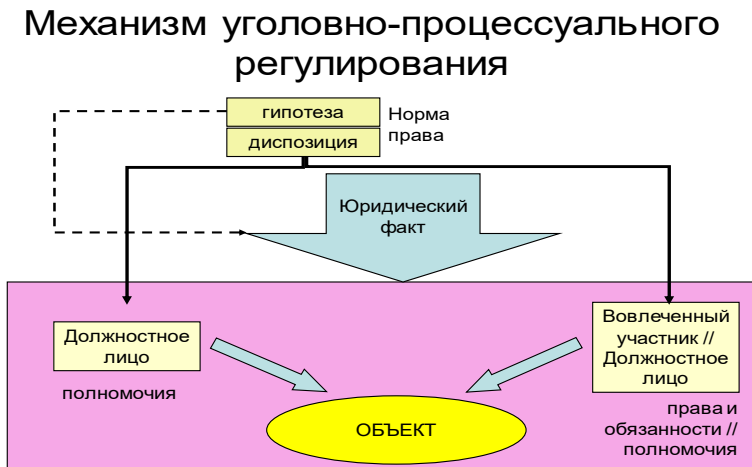 Механизм уголовно-процессуального
регулирования
гипотеза
диспозиция
Норма
права
Юридический
факт
Должностное
лицо
полномочия
Вовлеченный
участник //
Должностное
лицо
права и
обязанности //
полномочия
ОБЪЕКТ